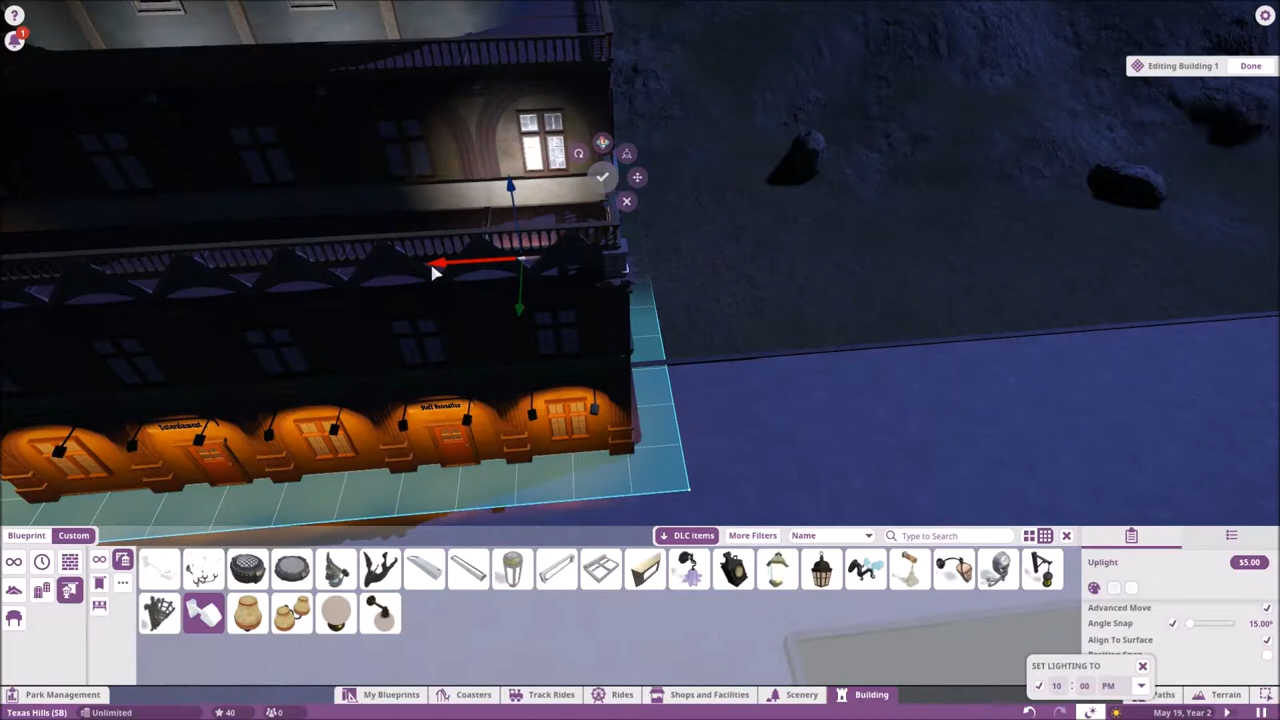 ?
1
Editing Building 1
Done
Blueprint
Custom
DLC items
More Filters
Name
Type to Search
Uplight
$5.00
Advanced Move
Angle Snap
15.00°
Align To Surface
SET LIGHTING TO
10 : 00 PM
Park Management
My Blueprints
Coasters
Track Rides
Rides
Shops and Facilities
Scenery
Building
Paths
Terrain
Texas Hills (SB)
Unlimited
40
0
May 19, Year 2